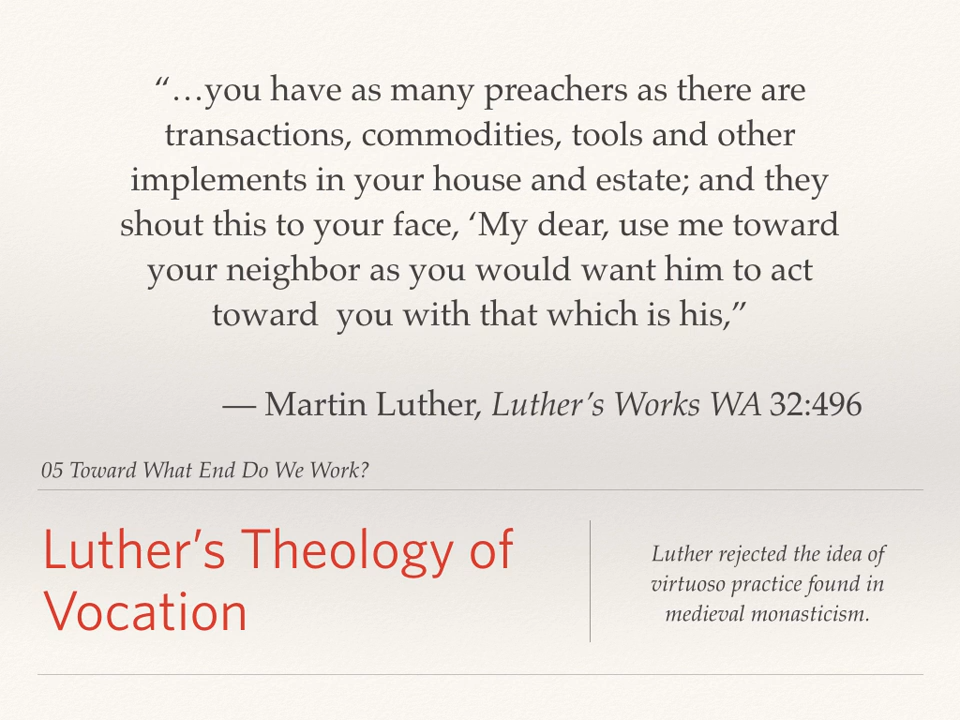 “…you have as many preachers as there are
transactions, commodities, tools and other
implements in your house and estate; and they
shout this to your face, ‘My dear, use me toward
your neighbor as you would want him to act
toward  you with that which is his,”
— Martin Luther, Luther’s Works WA 32:496
05 Toward What End Do We Work?
Luther’s Theology of
Vocation
Luther rejected the idea of
virtuoso practice found in
medieval monasticism.